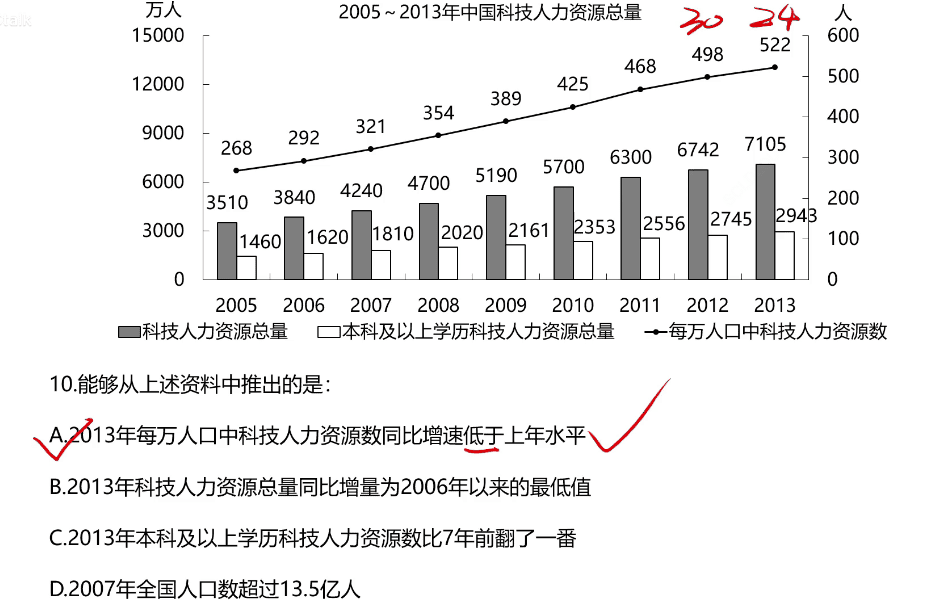 万人 2005～2013年中国科技人力资源总量 30 24 人
15000 600
522
12000 468 498 500
425
9000 354 389 400
321
268 292 7105 300
6000 5700 6300 6742
3510 3840 4240 4700 5190 200
3000 1460 1620 1810 2020 2161 2353 2556 2745 2943
100
0 0
2005 2006 2007 2008 2009 2010 2011 2012 2013
科技人力资源总量 本科及以上学历科技人力资源总量 每万人口中科技人力资源数
10.能够从上述资料中推出的是：
A.2013年每万人口中科技人力资源数同比增速低于上年水平
B.2013年科技人力资源总量同比增量为2006年以来的最低值
C.2013年本科及以上学历科技人力资源数比7年前翻了一番
D.2007年全国人口数超过13.5亿人